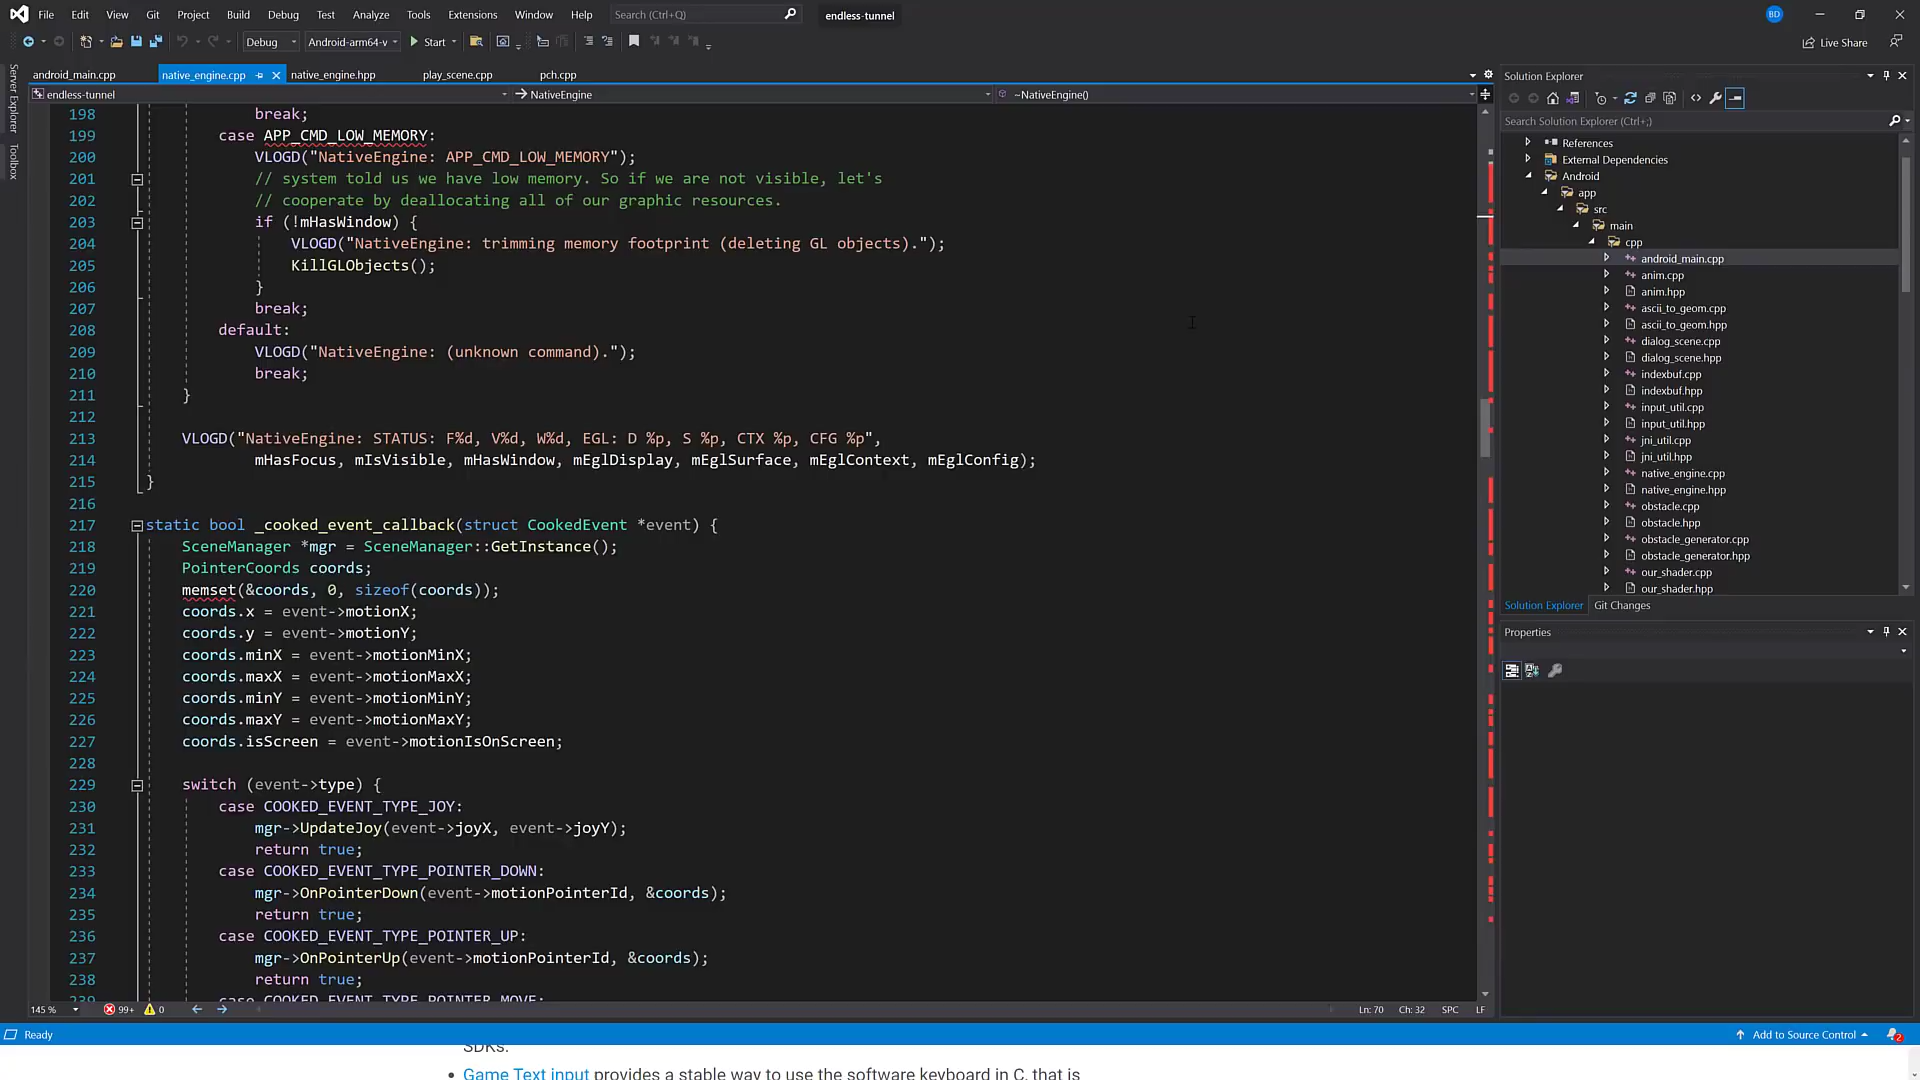 File Edit View Git Project Build Debug Test Analyze Tools Extensions Window Help Search (Ctrl+Q) endless-tunnel BD
Debug Android-arm64-v Start Live Share
android_main.cpp native_engine.cpp native_engine.hpp play_scene.cpp pch.cpp
endless-tunnel NativeEngine ~NativeEngine()
Server Explorer
Toolbox
198 break;
199 case APP_CMD_LOW_MEMORY:
200 VLOGD("NativeEngine: APP_CMD_LOW_MEMORY");
201 // system told us we have low memory. So if we are not visible, let's
202 // cooperate by deallocating all of our graphic resources.
203 if (!mHasWindow) {
204 VLOGD("NativeEngine: trimming memory footprint (deleting GL objects).");
205 KillGLObjects();
206 }
207 break;
208 default:
209 VLOGD("NativeEngine: (unknown command).");
210 break;
211 }
212
213 VLOGD("NativeEngine: STATUS: F%d, V%d, W%d, EGL: D %p, S %p, CTX %p, CFG %p",
214 mHasFocus, mIsVisible, mHasWindow, mEglDisplay, mEglSurface, mEglContext, mEglConfig);
215 }
216
217 static bool _cooked_event_callback(struct CookedEvent *event) {
218 SceneManager *mgr = SceneManager::GetInstance();
219 PointerCoords coords;
220 memset(&coords, 0, sizeof(coords));
221 coords.x = event->motionX;
222 coords.y = event->motionY;
223 coords.minX = event->motionMinX;
224 coords.maxX = event->motionMaxX;
225 coords.minY = event->motionMinY;
226 coords.maxY = event->motionMaxY;
227 coords.isScreen = event->motionIsOnScreen;
228
229 switch (event->type) {
230 case COOKED_EVENT_TYPE_JOY:
231 mgr->UpdateJoy(event->joyX, event->joyY);
232 return true;
233 case COOKED_EVENT_TYPE_POINTER_DOWN:
234 mgr->OnPointerDown(event->motionPointerId, &coords);
235 return true;
236 case COOKED_EVENT_TYPE_POINTER_UP:
237 mgr->OnPointerUp(event->motionPointerId, &coords);
238 return true;
239 case COOKED_EVENT_TYPE_POINTER_MOVE:
145 % 99+ 0 Ln: 70 Ch: 32 SPC LF
Solution Explorer
Search Solution Explorer (Ctrl+;)
References
External Dependencies
Android
app
src
main
cpp
android_main.cpp
anim.cpp
anim.hpp
ascii_to_geom.cpp
ascii_to_geom.hpp
dialog_scene.cpp
dialog_scene.hpp
indexbuf.cpp
indexbuf.hpp
input_util.cpp
input_util.hpp
jni_util.cpp
jni_util.hpp
native_engine.cpp
native_engine.hpp
obstacle.cpp
obstacle.hpp
obstacle_generator.cpp
obstacle_generator.hpp
our_shader.cpp
our_shader.hpp
Solution Explorer Git Changes
Properties
Ready Add to Source Control 2
SDKs.
• Game Text input provides a stable way to use the software keyboard in C, that is